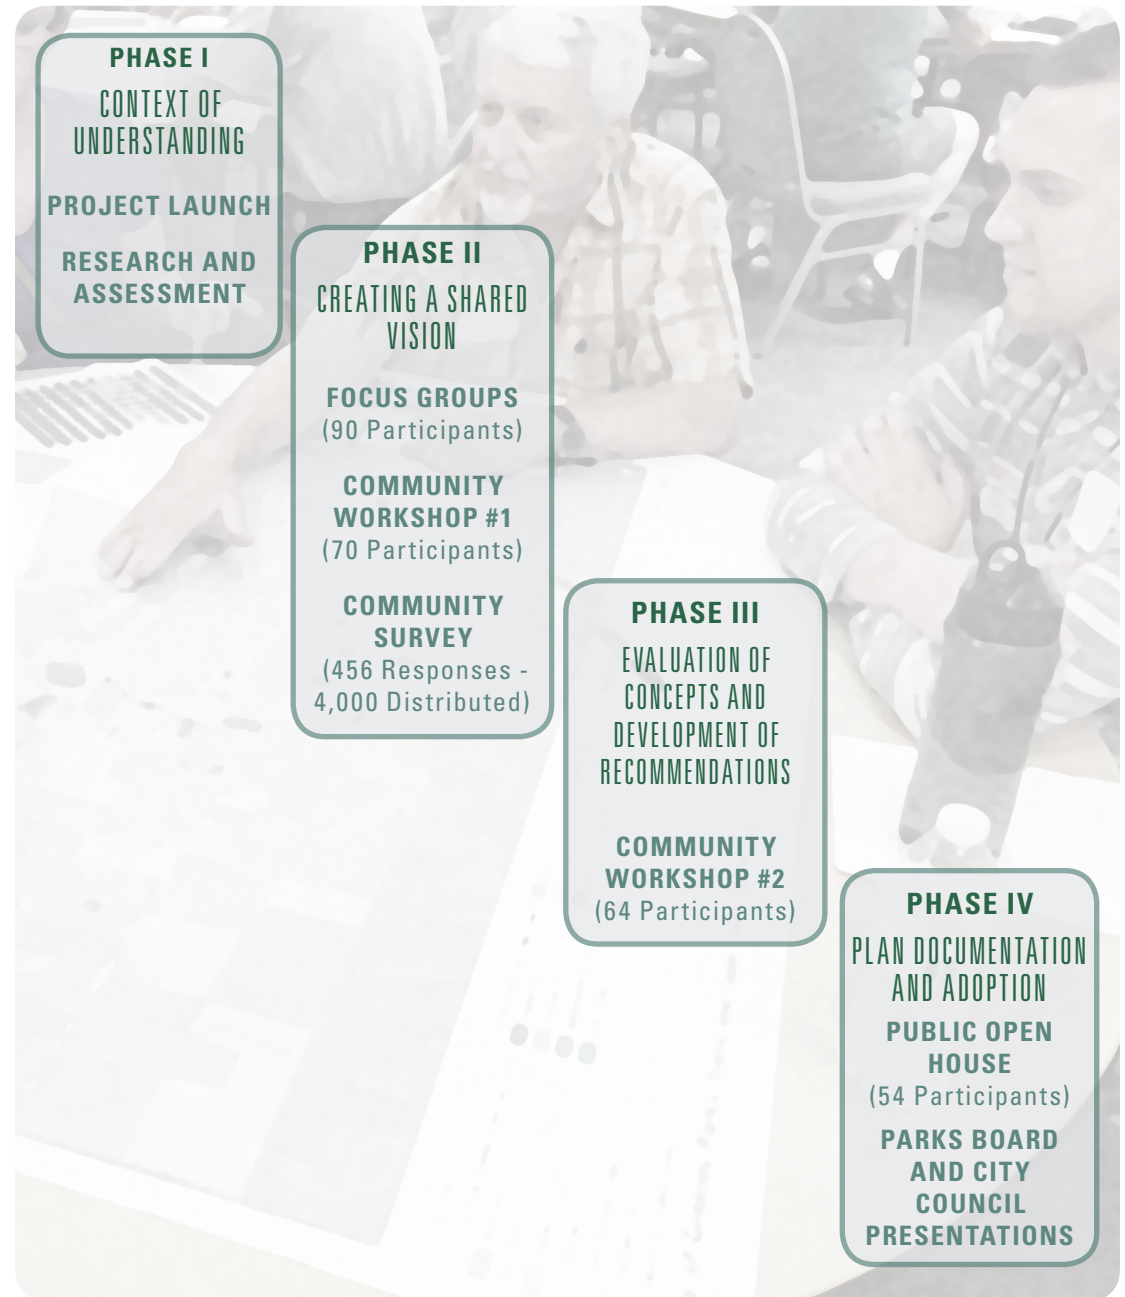 PHASE I
CONTEXT OF
UNDERSTANDING
PROJECT LAUNCH
RESEARCH AND
ASSESSMENT
PHASE II
CREATING A SHARED
VISION
FOCUS GROUPS
(90 Participants)
COMMUNITY
WORKSHOP #1
(70 Participants)
COMMUNITY
SURVEY
(456 Responses -
4,000 Distributed)
PHASE III
EVALUATION OF
CONCEPTS AND
DEVELOPMENT OF
RECOMMENDATIONS
COMMUNITY
WORKSHOP #2
(64 Participants)
PHASE IV
PLAN DOCUMENTATION
AND ADOPTION
PUBLIC OPEN
HOUSE
(54 Participants)
PARKS BOARD
AND CITY
COUNCIL
PRESENTATIONS